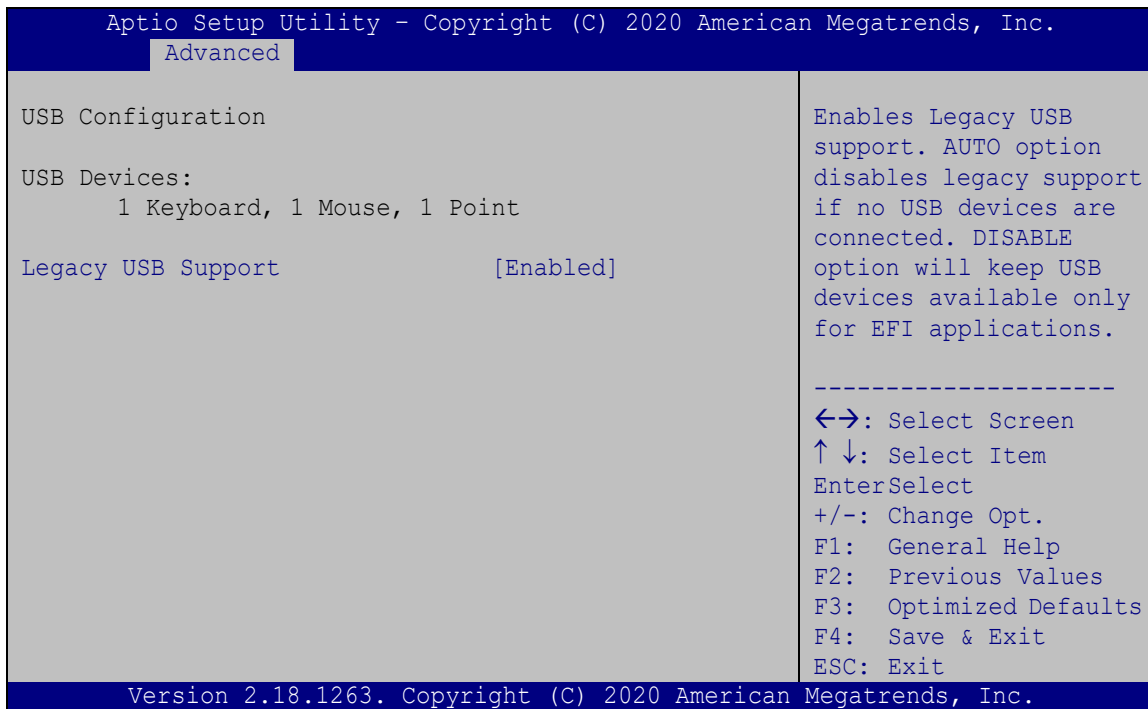 Aptio Setup Utility – Copyright (C) 2020 American Megatrends, Inc.
Advanced
USB Configuration
USB Devices:
1 Keyboard, 1 Mouse, 1 Point
Legacy USB Support [Enabled]
Enables Legacy USB
support. AUTO option
disables legacy support
if no USB devices are
connected. DISABLE
option will keep USB
devices available only
for EFI applications.
---------------------
←→: Select Screen
↑ ↓: Select Item
EnterSelect
+/-: Change Opt.
F1: General Help
F2: Previous Values
F3: Optimized Defaults
F4: Save & Exit
ESC: Exit
Version 2.18.1263. Copyright (C) 2020 American Megatrends, Inc.